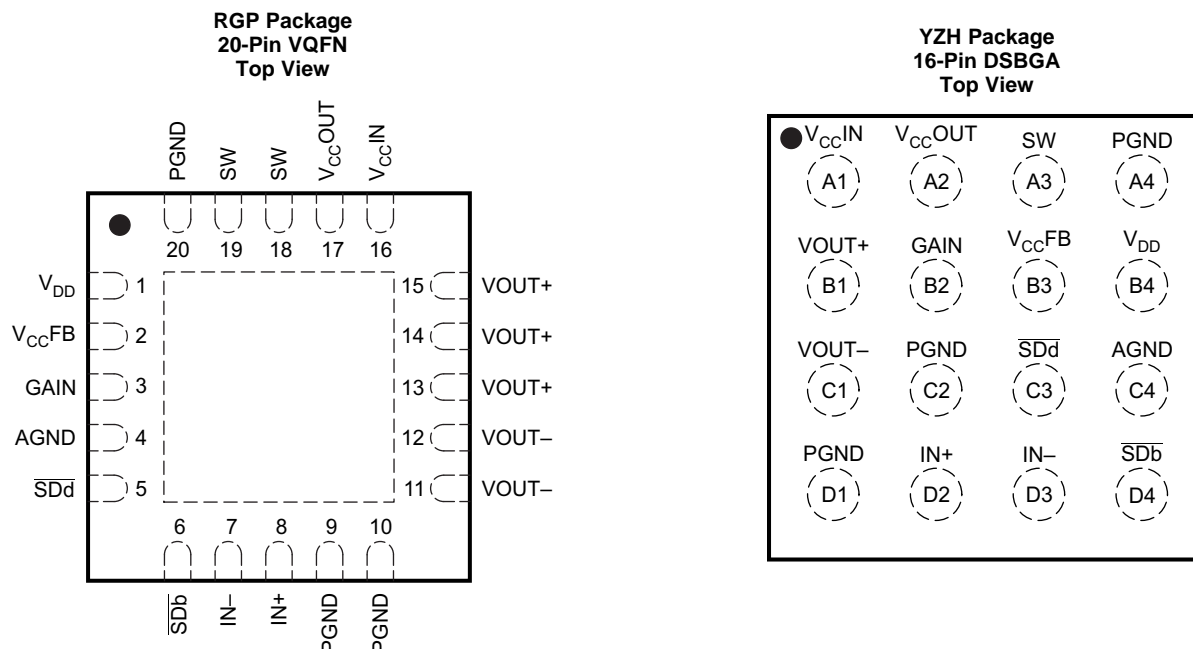 RGP Package
20-Pin VQFN
Top View
PGND
SW
SW
VCCOUT
VCCIN
20 19 18 17 16
VDD 1
VCCFB 2
GAIN 3
AGND 4
SDd 5
15 VOUT+
14 VOUT+
13 VOUT+
12 VOUT–
11 VOUT–
6 7 8 9 10
SDb
IN–
IN+
PGND
PGND
YZH Package
16-Pin DSBGA
Top View
VCCIN VCCOUT SW PGND
A1 A2 A3 A4
VOUT+ GAIN VCCFB VDD
B1 B2 B3 B4
VOUT– PGND SDd AGND
C1 C2 C3 C4
PGND IN+ IN– SDb
D1 D2 D3 D4